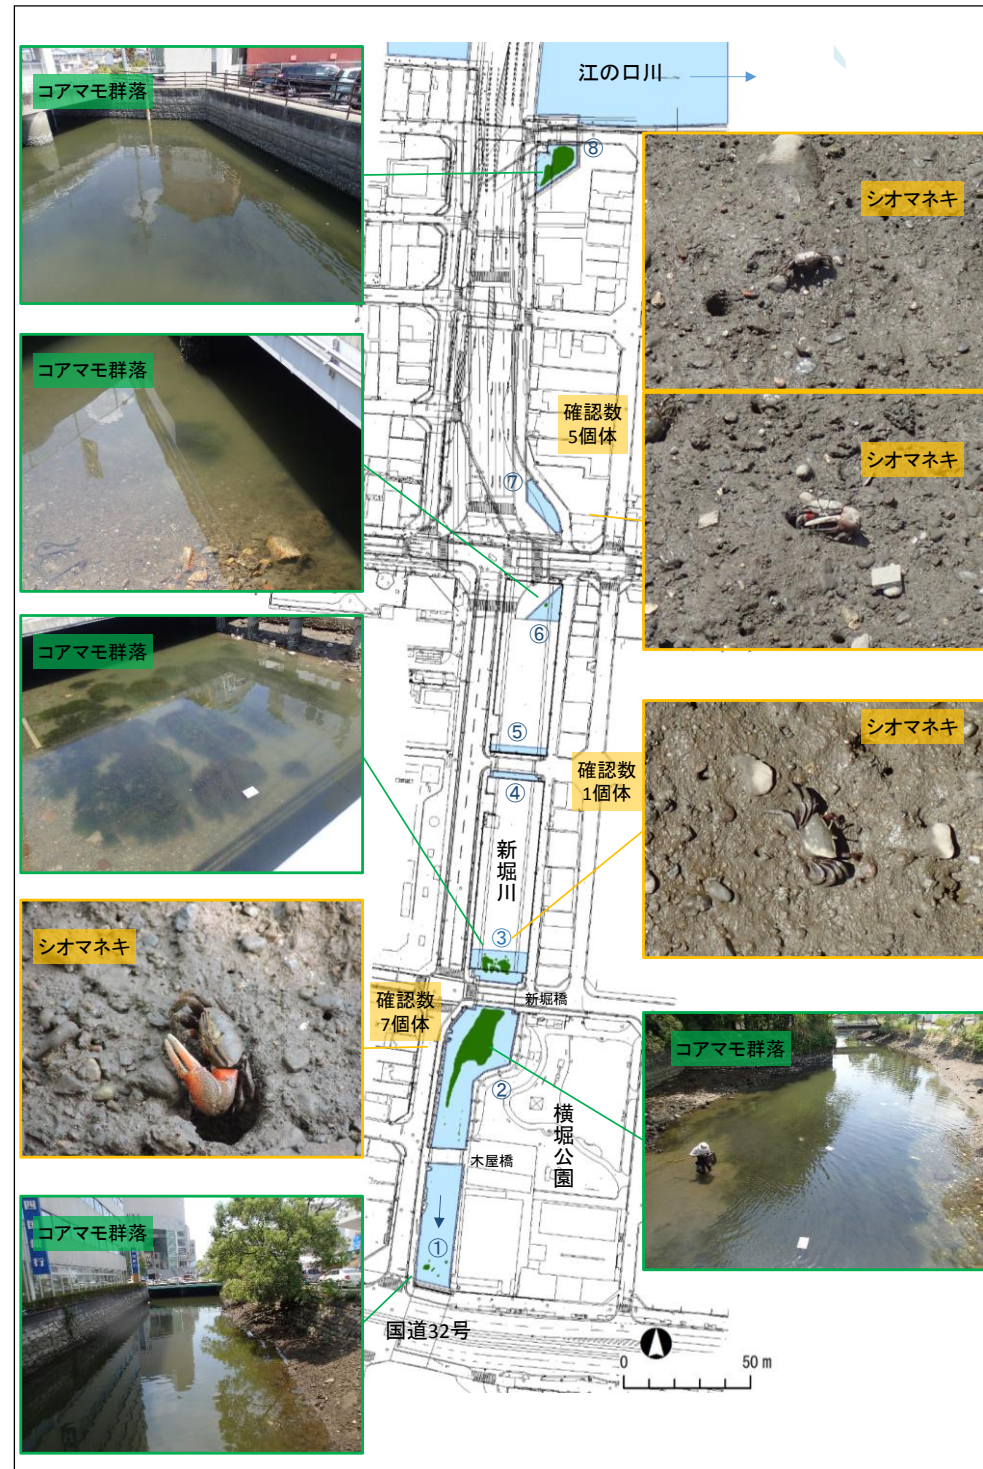 江の口川
コアマモ群落
⑧
シオマネキ
コアマモ群落
確認数
5個体
シオマネキ
⑦
⑥
コアマモ群落
⑤
④
確認数
1個体
シオマネキ
新堀川
③
シオマネキ
確認数
7個体
新堀橋
コアマモ群落
②
横堀公園
木屋橋
コアマモ群落
①
国道32号
0
50 m